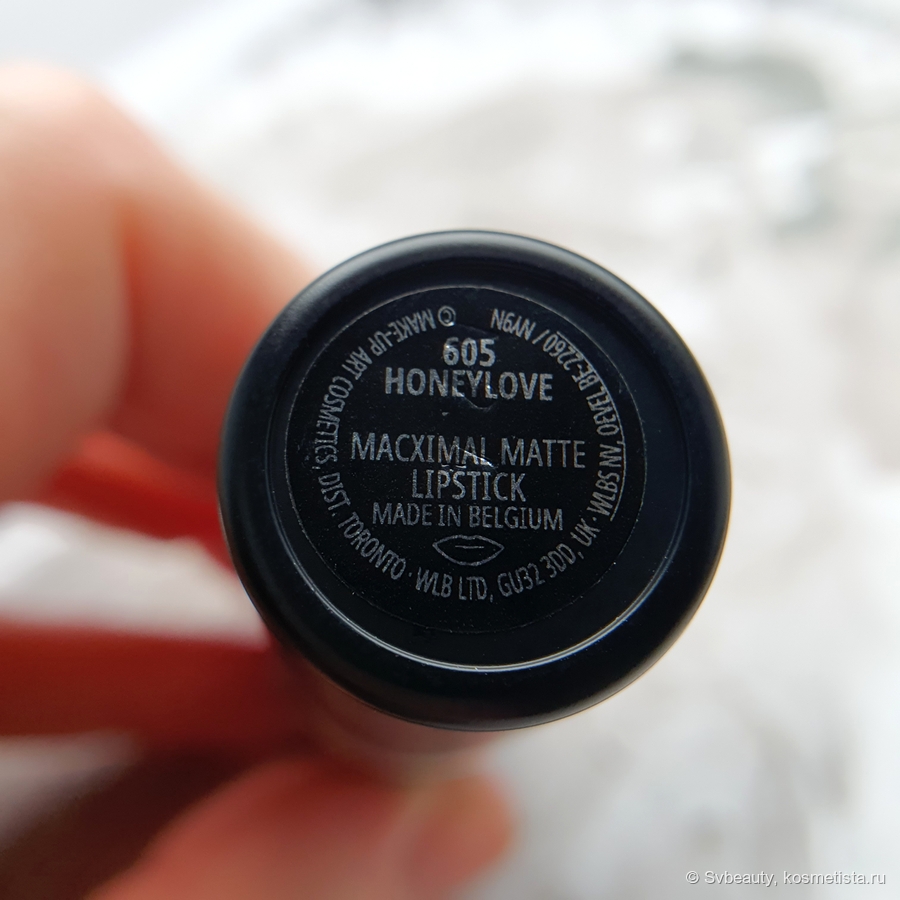 605
HONEYLOVE
MACXIMAL MATTE
LIPSTICK
MADE IN BELGIUM
© MAKE-UP ART COSMETICS, DIST. TORONTO · WLB LTD, GU32 3DD, UK · WLBS NV, OEVEL BE-2260 / NY9N
© Svbeauty, kosmetista.ru